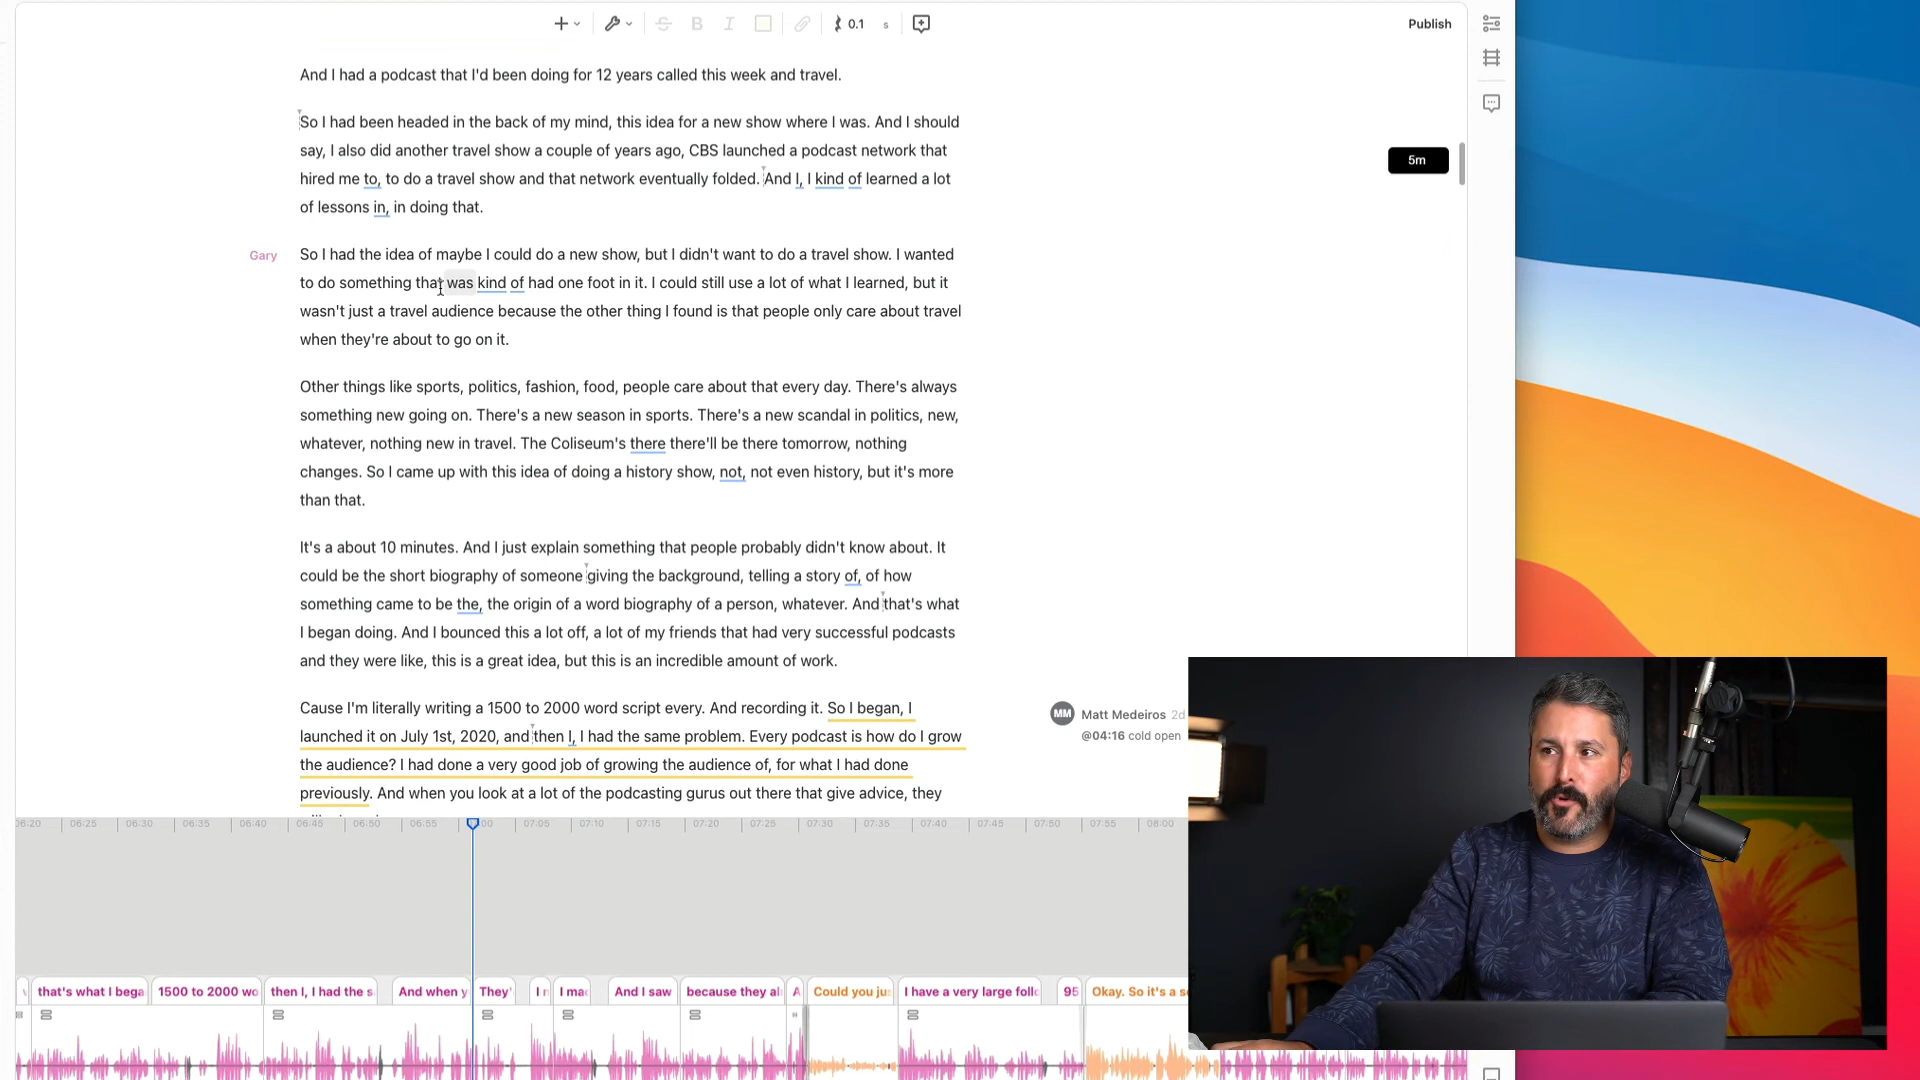 0.1 s
Publish
And I had a podcast that I'd been doing for 12 years called this week and travel.
So I had been headed in the back of my mind, this idea for a new show where I was. And I should
say, I also did another travel show a couple of years ago, CBS launched a podcast network that
hired me to, to do a travel show and that network eventually folded. And I, I kind of learned a lot
of lessons in, in doing that.
5m
Gary
So I had the idea of maybe I could do a new show, but I didn't want to do a travel show. I wanted
to do something that was kind of had one foot in it. I could still use a lot of what I learned, but it
wasn't just a travel audience because the other thing I found is that people only care about travel
when they're about to go on it.
Other things like sports, politics, fashion, food, people care about that every day. There's always
something new going on. There's a new season in sports. There's a new scandal in politics, new,
whatever, nothing new in travel. The Coliseum's there there'll be there tomorrow, nothing
changes. So I came up with this idea of doing a history show, not, not even history, but it's more
than that.
It's a about 10 minutes. And I just explain something that people probably didn't know about. It
could be the short biography of someone giving the background, telling a story of, of how
something came to be the, the origin of a word biography of a person, whatever. And that's what
I began doing. And I bounced this a lot off, a lot of my friends that had very successful podcasts
and they were like, this is a great idea, but this is an incredible amount of work.
Cause I'm literally writing a 1500 to 2000 word script every. And recording it. So I began, I
launched it on July 1st, 2020, and then I, I had the same problem. Every podcast is how do I grow
the audience? I had done a very good job of growing the audience of, for what I had done
previously. And when you look at a lot of the podcasting gurus out there that give advice, they
MM Matt Medeiros 2d
@04:16 cold open
06:20 06:25 06:30 06:35 06:40 06:45 06:50 06:55 :00 07:05 07:10 07:15 07:20 07:25 07:30 07:35 07:40 07:45 07:50 07:55 08:00
that's what I bega 1500 to 2000 wo then I, I had the s And when y They' I ma And I saw because they al Could you ju I have a very large foll 95 Okay. So it's a s